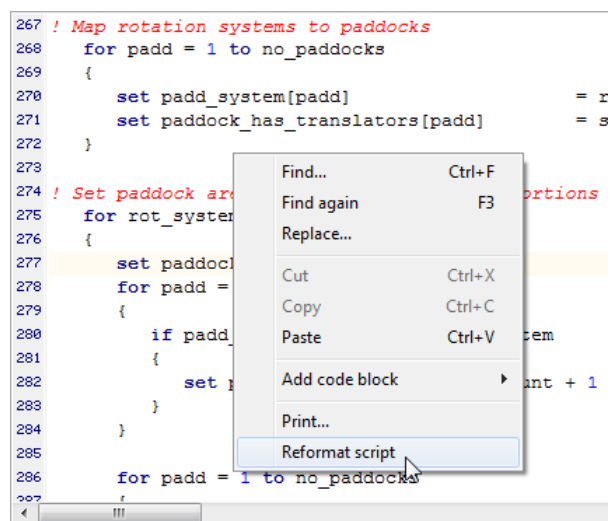 267 ! Map rotation systems to paddocks
268 for padd = 1 to no_paddocks
269 {
270 set padd_system[padd] = r
271 set paddock_has_translators[padd] = s
272 }
273
274 ! Set paddock ortions
275 for rot_system
276 {
277 set paddock
278 for padd =
279 {
280 if padd_ tem
281 {
282 set unt + 1
283 }
284 }
285
286 for padd = 1 to no_paddocks
287 {
Find... Ctrl+F
Find again F3
Replace...
Cut Ctrl+X
Copy Ctrl+C
Paste Ctrl+V
Add code block
Print...
Reformat script